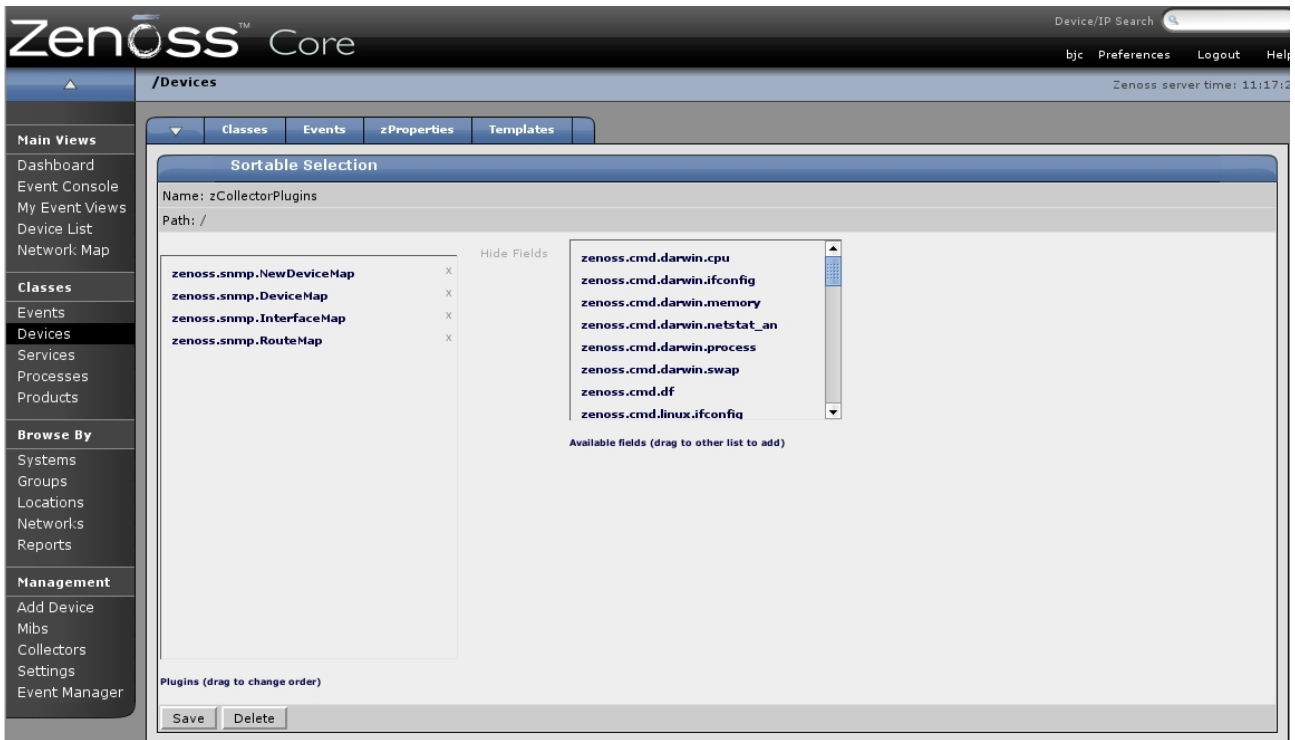 Zenoss™ Core
Device/IP Search
bjc Preferences Logout Help
/Devices
Zenoss server time: 11:17:2
Main Views
Dashboard
Event Console
My Event Views
Device List
Network Map
Classes
Events
Devices
Services
Processes
Products
Browse By
Systems
Groups
Locations
Networks
Reports
Management
Add Device
Mibs
Collectors
Settings
Event Manager
Classes Events zProperties Templates
Sortable Selection
Name: zCollectorPlugins
Path: /
zenoss.snmp.NewDeviceMap x
zenoss.snmp.DeviceMap x
zenoss.snmp.InterfaceMap x
zenoss.snmp.RouteMap x
Plugins (drag to change order)
Hide Fields
zenoss.cmd.darwin.cpu
zenoss.cmd.darwin.ifconfig
zenoss.cmd.darwin.memory
zenoss.cmd.darwin.netstat_an
zenoss.cmd.darwin.process
zenoss.cmd.darwin.swap
zenoss.cmd.df
zenoss.cmd.linux.ifconfig
Available fields (drag to other list to add)
Save Delete